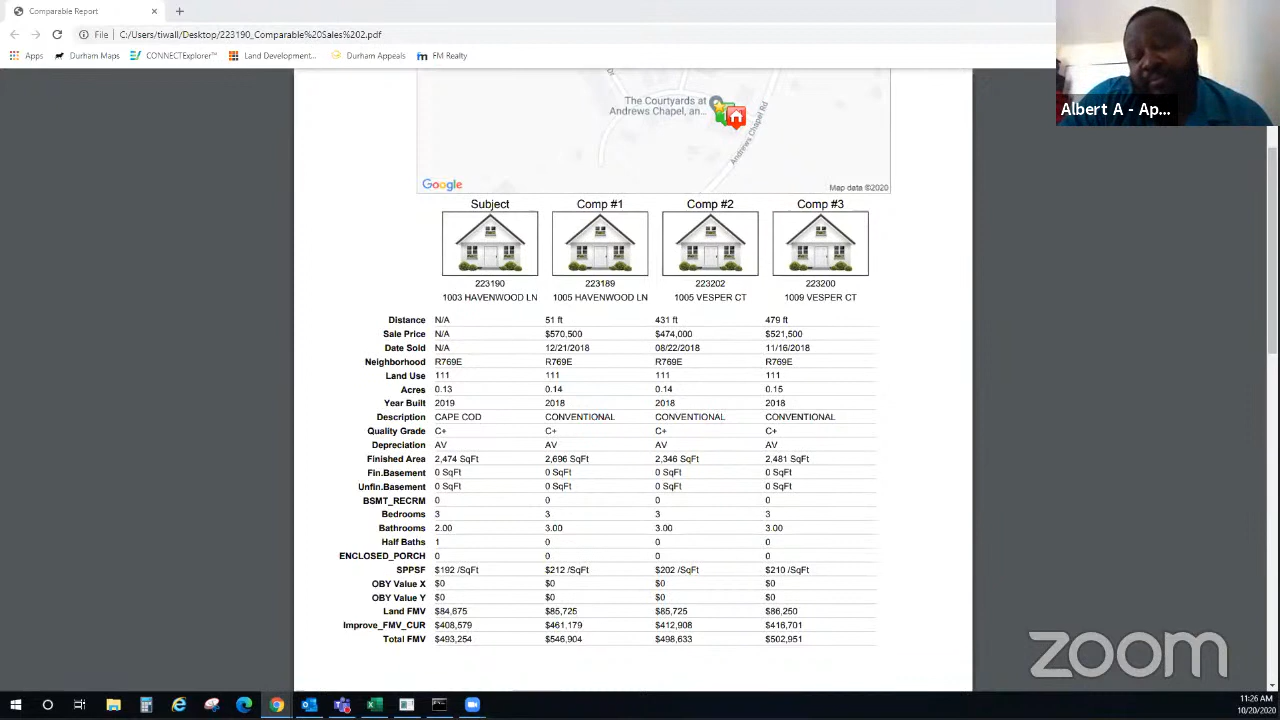 Comparable Report
File C:/Users/tiwall/Desktop/223190_Comparable%20Sales%202.pdf
Apps Durham Maps CONNECTExplorer™ Land Development... Durham Appeals FM Realty
Albert A - Ap...
The Courtyards at
Andrews Chapel, an...
Andrews Chapel Rd
Dr
Google Map data ©2020
Subject Comp #1 Comp #2 Comp #3
223190 223189 223202 223200
1003 HAVENWOOD LN 1005 HAVENWOOD LN 1005 VESPER CT 1009 VESPER CT
Distance N/A 51 ft 431 ft 479 ft
Sale Price N/A $570,500 $474,000 $521,500
Date Sold N/A 12/21/2018 08/22/2018 11/16/2018
Neighborhood R769E R769E R769E R769E
Land Use 111 111 111 111
Acres 0.13 0.14 0.14 0.15
Year Built 2019 2018 2018 2018
Description CAPE COD CONVENTIONAL CONVENTIONAL CONVENTIONAL
Quality Grade C+ C+ C+ C+
Depreciation AV AV AV AV
Finished Area 2,474 SqFt 2,696 SqFt 2,346 SqFt 2,481 SqFt
Fin.Basement 0 SqFt 0 SqFt 0 SqFt 0 SqFt
Unfin.Basement 0 SqFt 0 SqFt 0 SqFt 0 SqFt
BSMT_RECRM 0 0 0 0
Bedrooms 3 3 3 3
Bathrooms 2.00 3.00 3.00 3.00
Half Baths 1 0 0 0
ENCLOSED_PORCH 0 0 0 0
SPPSF $192 /SqFt $212 /SqFt $202 /SqFt $210 /SqFt
OBY Value X $0 $0 $0 $0
OBY Value Y $0 $0 $0 $0
Land FMV $84,675 $85,725 $85,725 $86,250
Improve_FMV_CUR $408,579 $461,179 $412,908 $416,701
Total FMV $493,254 $546,904 $498,633 $502,951
zoom
11:26 AM
10/20/2020